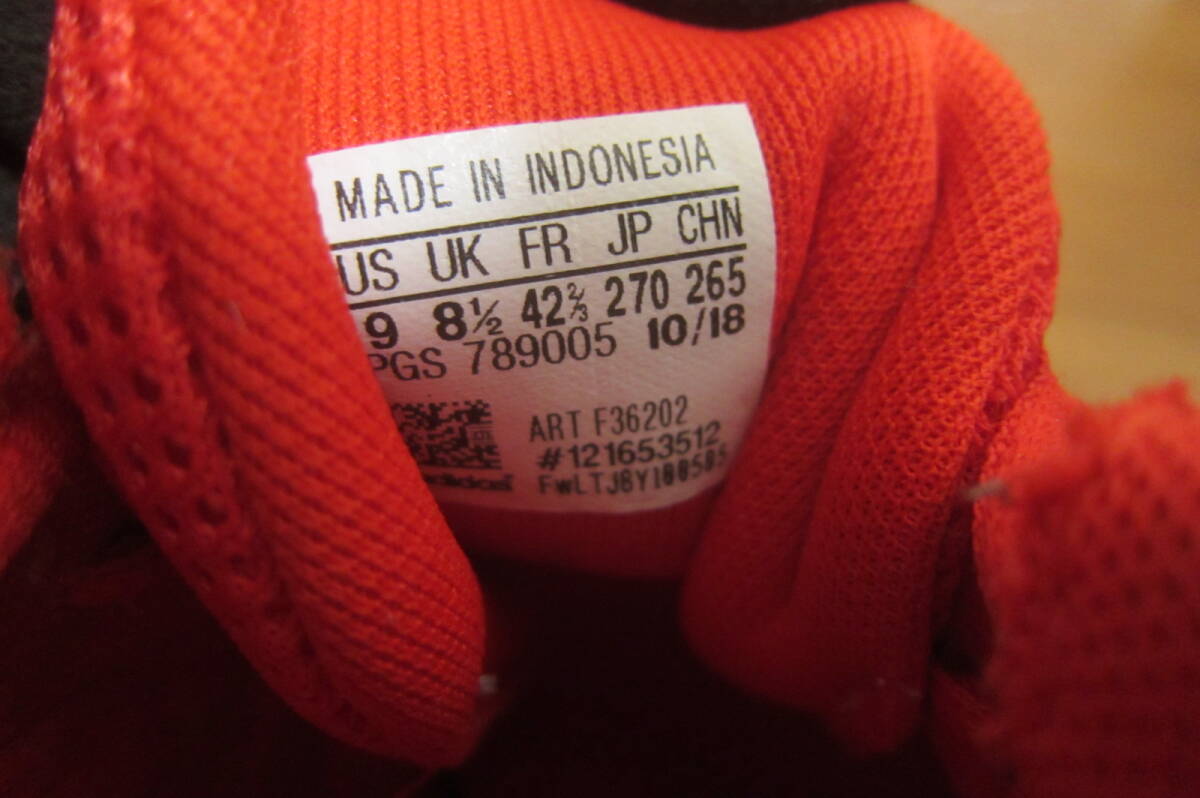 MADE IN INDONESIA
US UK FR JP CHN
9 8½ 42⅔ 270 265
PGS 789005 10/18
ART F36202
#121653512
adidas